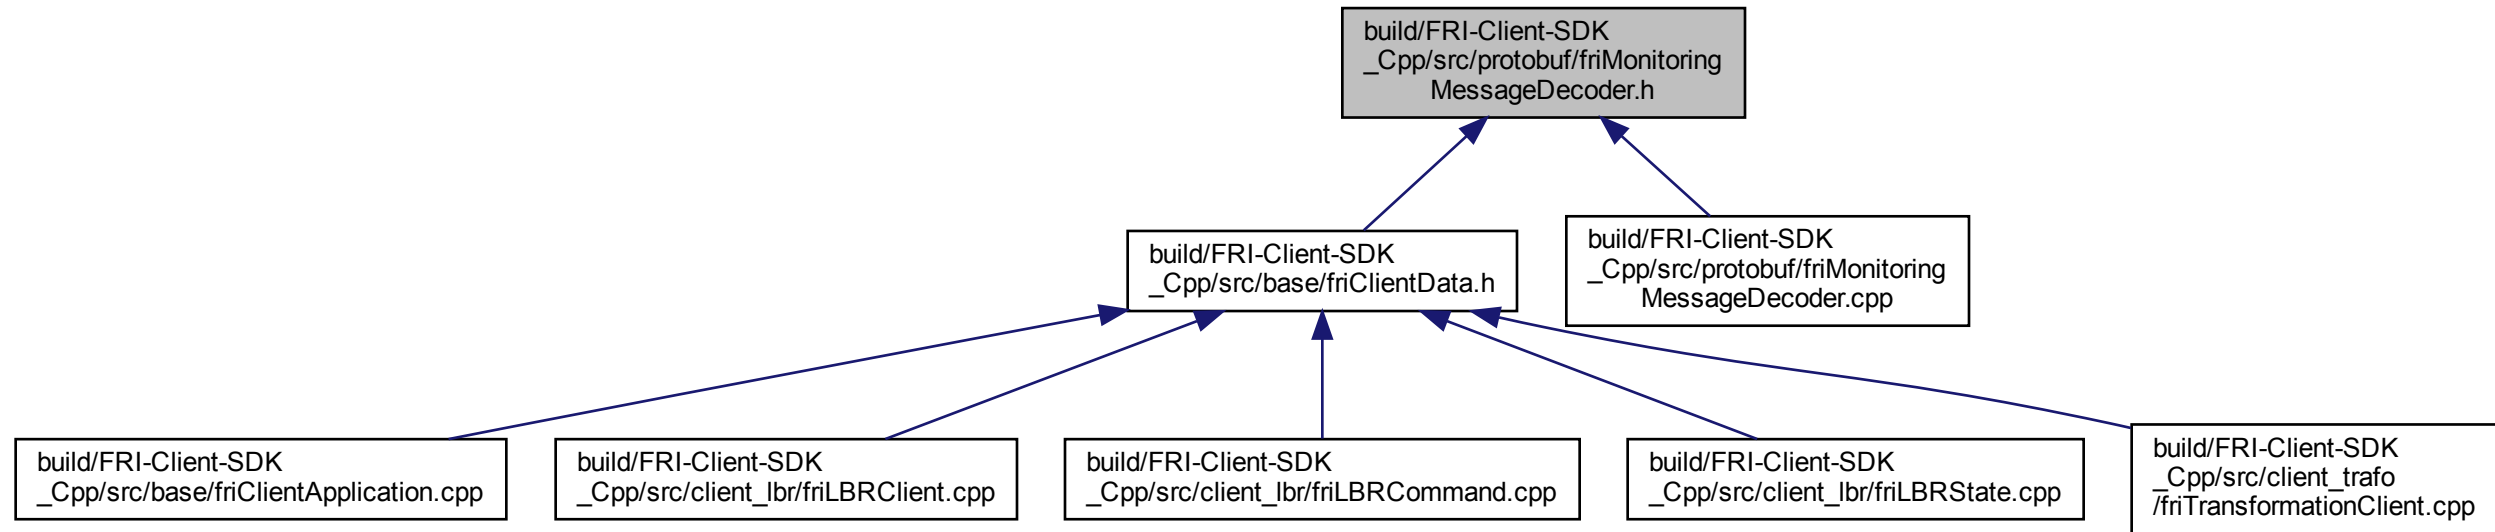 build/FRI-Client-SDK
_Cpp/src/protobuf/friMonitoring
MessageDecoder.h
build/FRI-Client-SDK
_Cpp/src/base/friClientData.h
build/FRI-Client-SDK
_Cpp/src/protobuf/friMonitoring
MessageDecoder.cpp
build/FRI-Client-SDK
_Cpp/src/base/friClientApplication.cpp
build/FRI-Client-SDK
_Cpp/src/client_lbr/friLBRClient.cpp
build/FRI-Client-SDK
_Cpp/src/client_lbr/friLBRCommand.cpp
build/FRI-Client-SDK
_Cpp/src/client_lbr/friLBRState.cpp
build/FRI-Client-SDK
_Cpp/src/client_trafo
/friTransformationClient.cpp